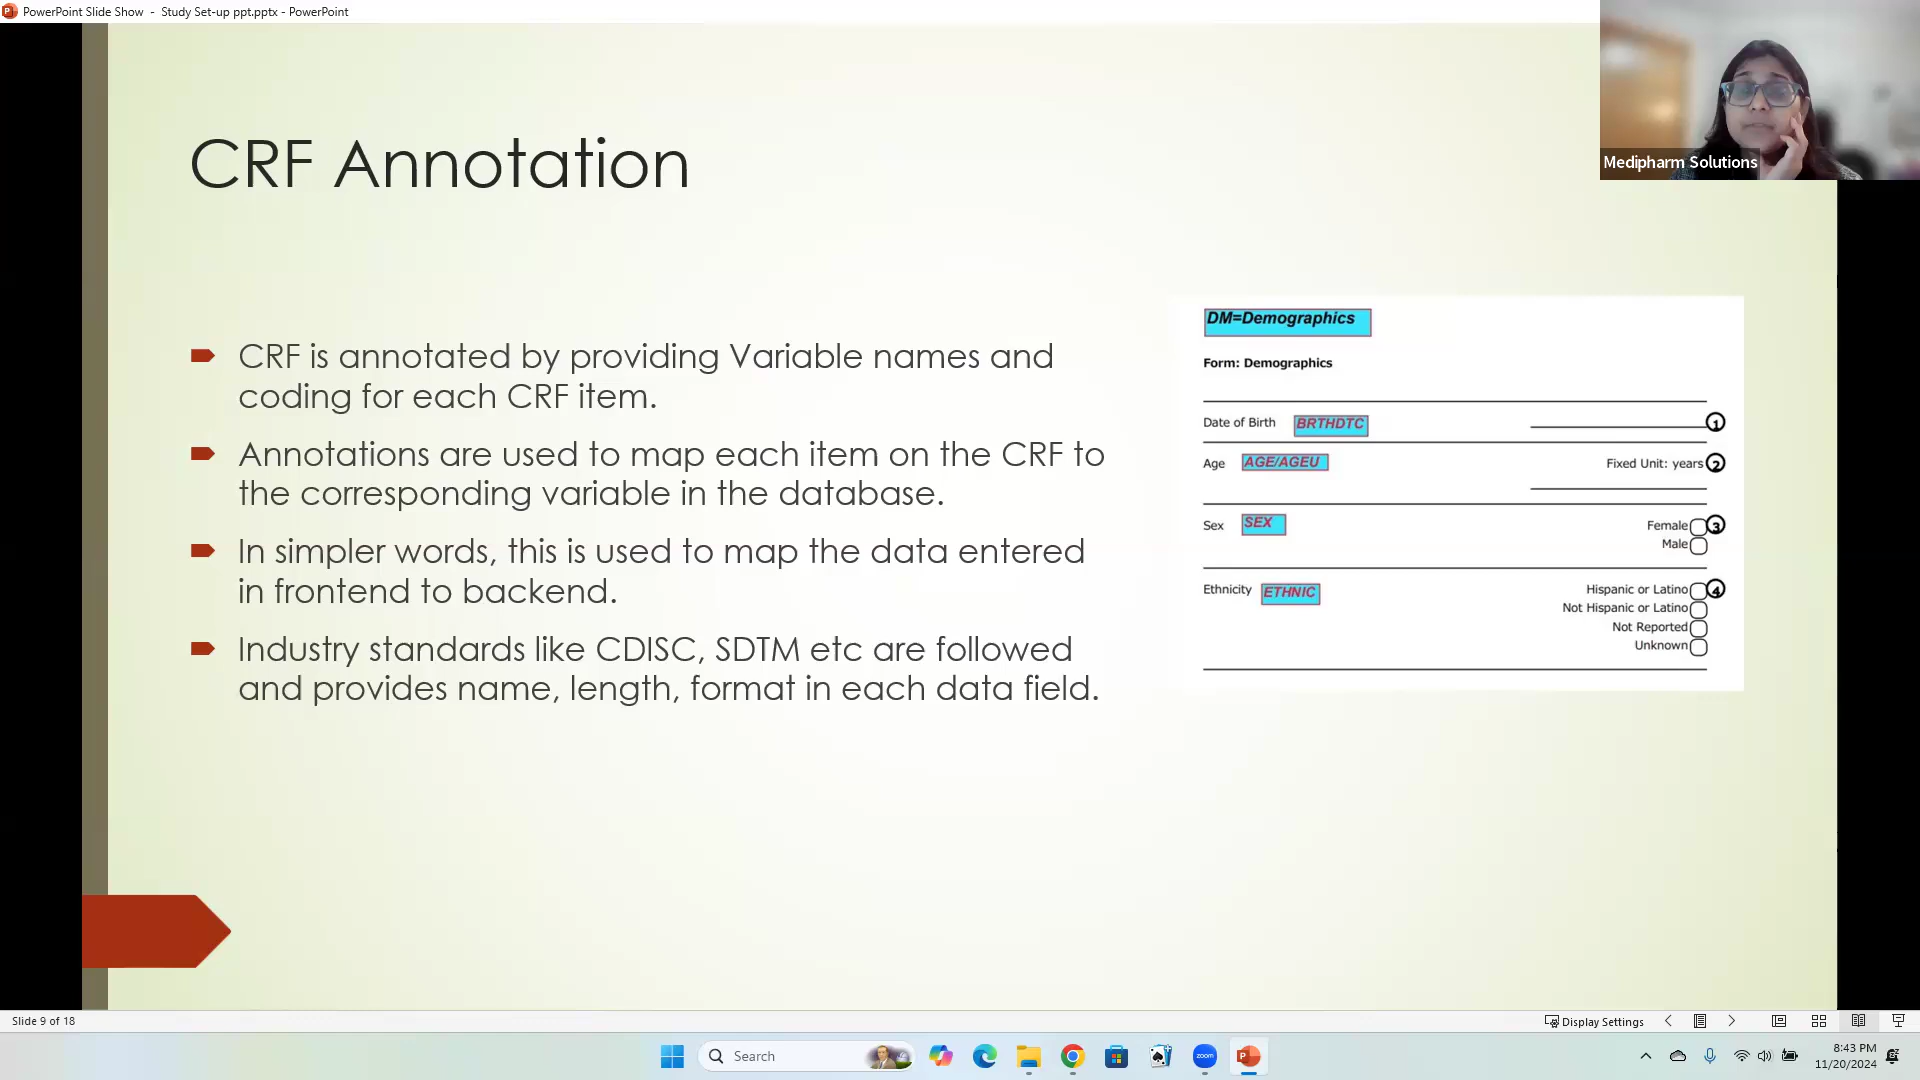 PowerPoint Slide Show - Study Set-up ppt.pptx - PowerPoint
Medipharm Solutions
CRF Annotation
CRF is annotated by providing Variable names and
coding for each CRF item.
Annotations are used to map each item on the CRF to
the corresponding variable in the database.
In simpler words, this is used to map the data entered
in frontend to backend.
Industry standards like CDISC, SDTM etc are followed
and provides name, length, format in each data field.
DM=Demographics
Form: Demographics
Date of Birth BRTHDTC 1
Age AGE/AGEU Fixed Unit: years 2
Sex SEX Female 3
Male
Ethnicity ETHNIC Hispanic or Latino 4
Not Hispanic or Latino
Not Reported
Unknown
Slide 9 of 18
Display Settings
Search
zoom
8:43 PM
11/20/2024